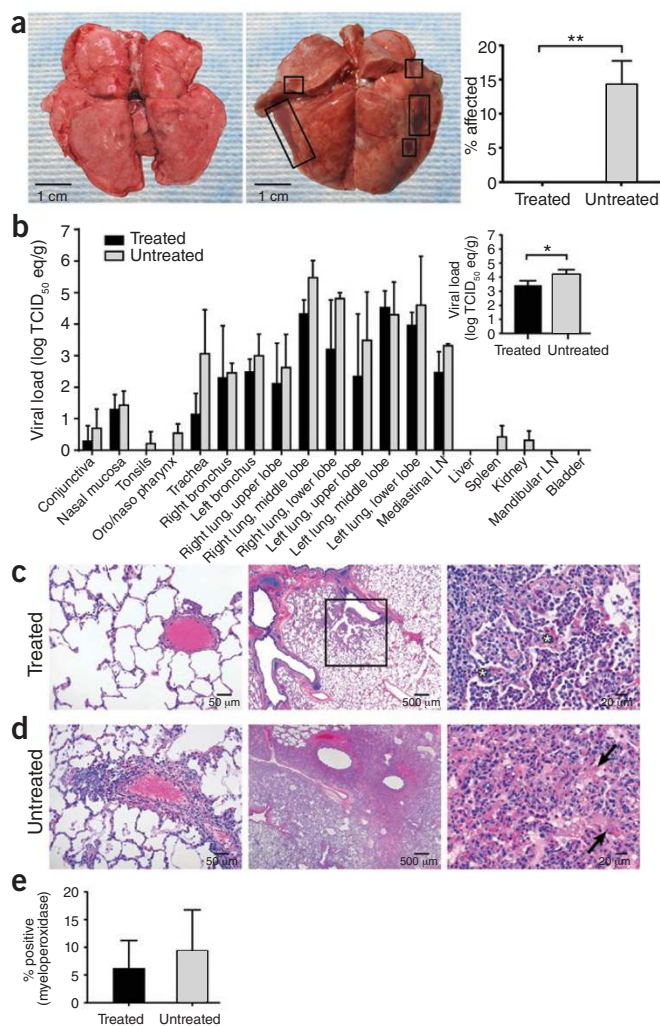 a
1 cm
1 cm
% affected
20
15
10
5
0
**
Treated
Untreated
b
Viral load (log TCID50 eq/g)
7
6
5
4
3
2
1
0
Treated
Untreated
Viral load
(log TCID50 eq/g)
7
6
5
4
3
2
1
0
*
Treated
Untreated
Conjunctiva
Nasal mucosa
Tonsils
Oro/naso pharynx
Trachea
Right bronchus
Left bronchus
Right lung, upper lobe
Right lung, middle lobe
Right lung, lower lobe
Left lung, upper lobe
Left lung, middle lobe
Left lung, lower lobe
Mediastinal LN
Liver
Spleen
Kidney
Mandibular LN
Bladder
c
Treated
50 µm
500 µm
*
*
20 µm
d
Untreated
50 µm
500 µm
20 µm
e
% positive
(myeloperoxidase)
20
15
10
5
0
Treated
Untreated